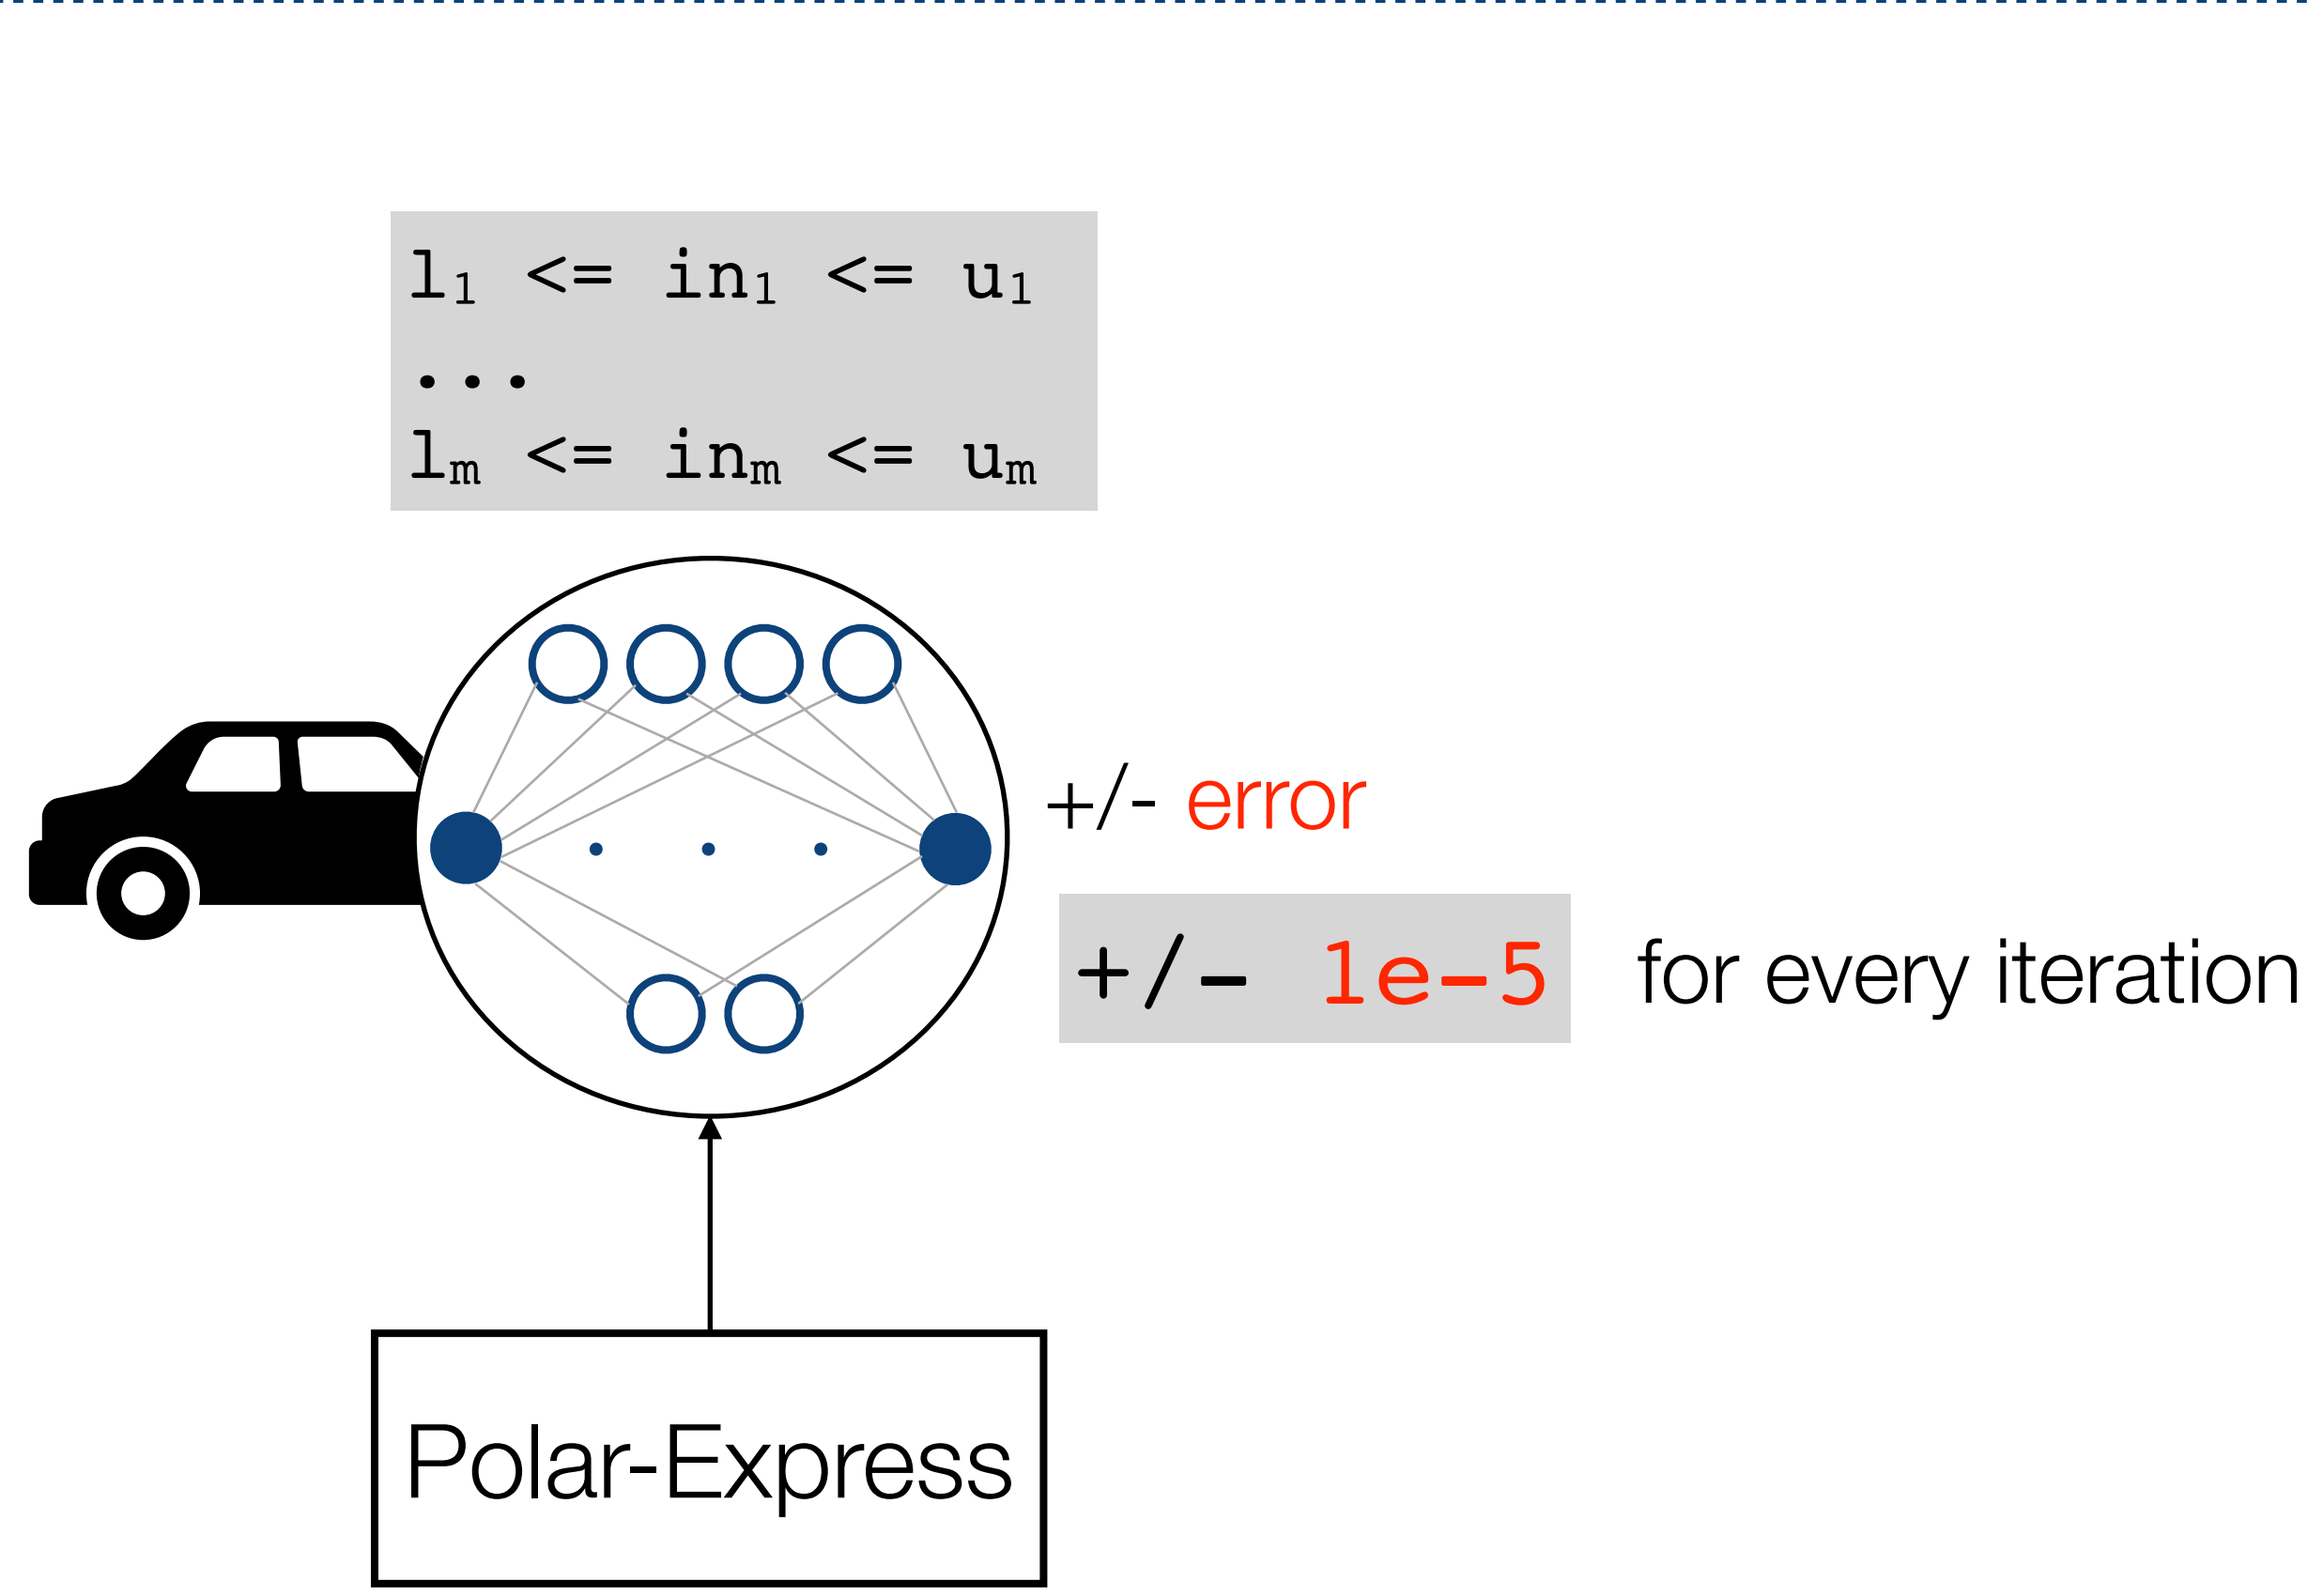 l₁ <= in₁ <= u₁
...
lₘ <= inₘ <= uₘ
+/- error
+/- 1e-5 for every iteration
Polar-Express